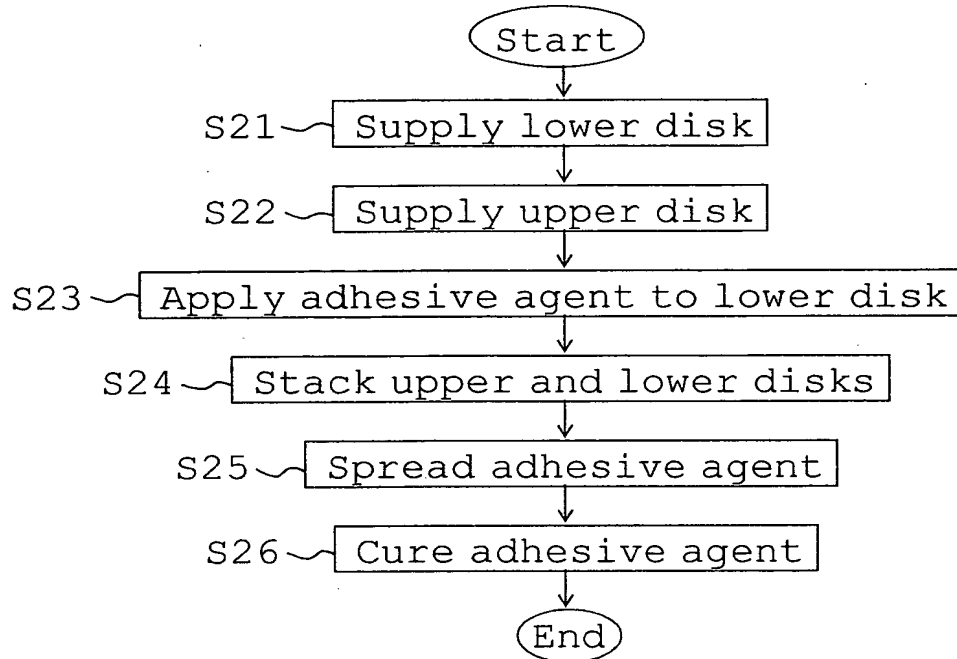 Start
S21 Supply lower disk
S22 Supply upper disk
S23 Apply adhesive agent to lower disk
S24 Stack upper and lower disks
S25 Spread adhesive agent
S26 Cure adhesive agent
End